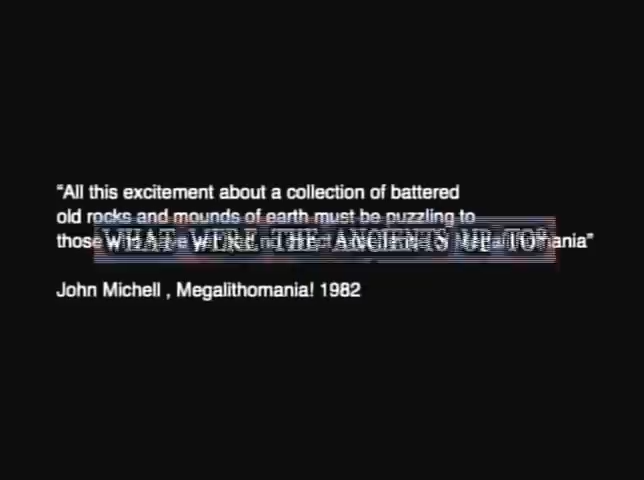 “All this excitement about a collection of battered
old rocks and mounds of earth must be puzzling to
those
WHAT WERE THE ANCIENTS UP TO?
John Michell , Megalithomania! 1982